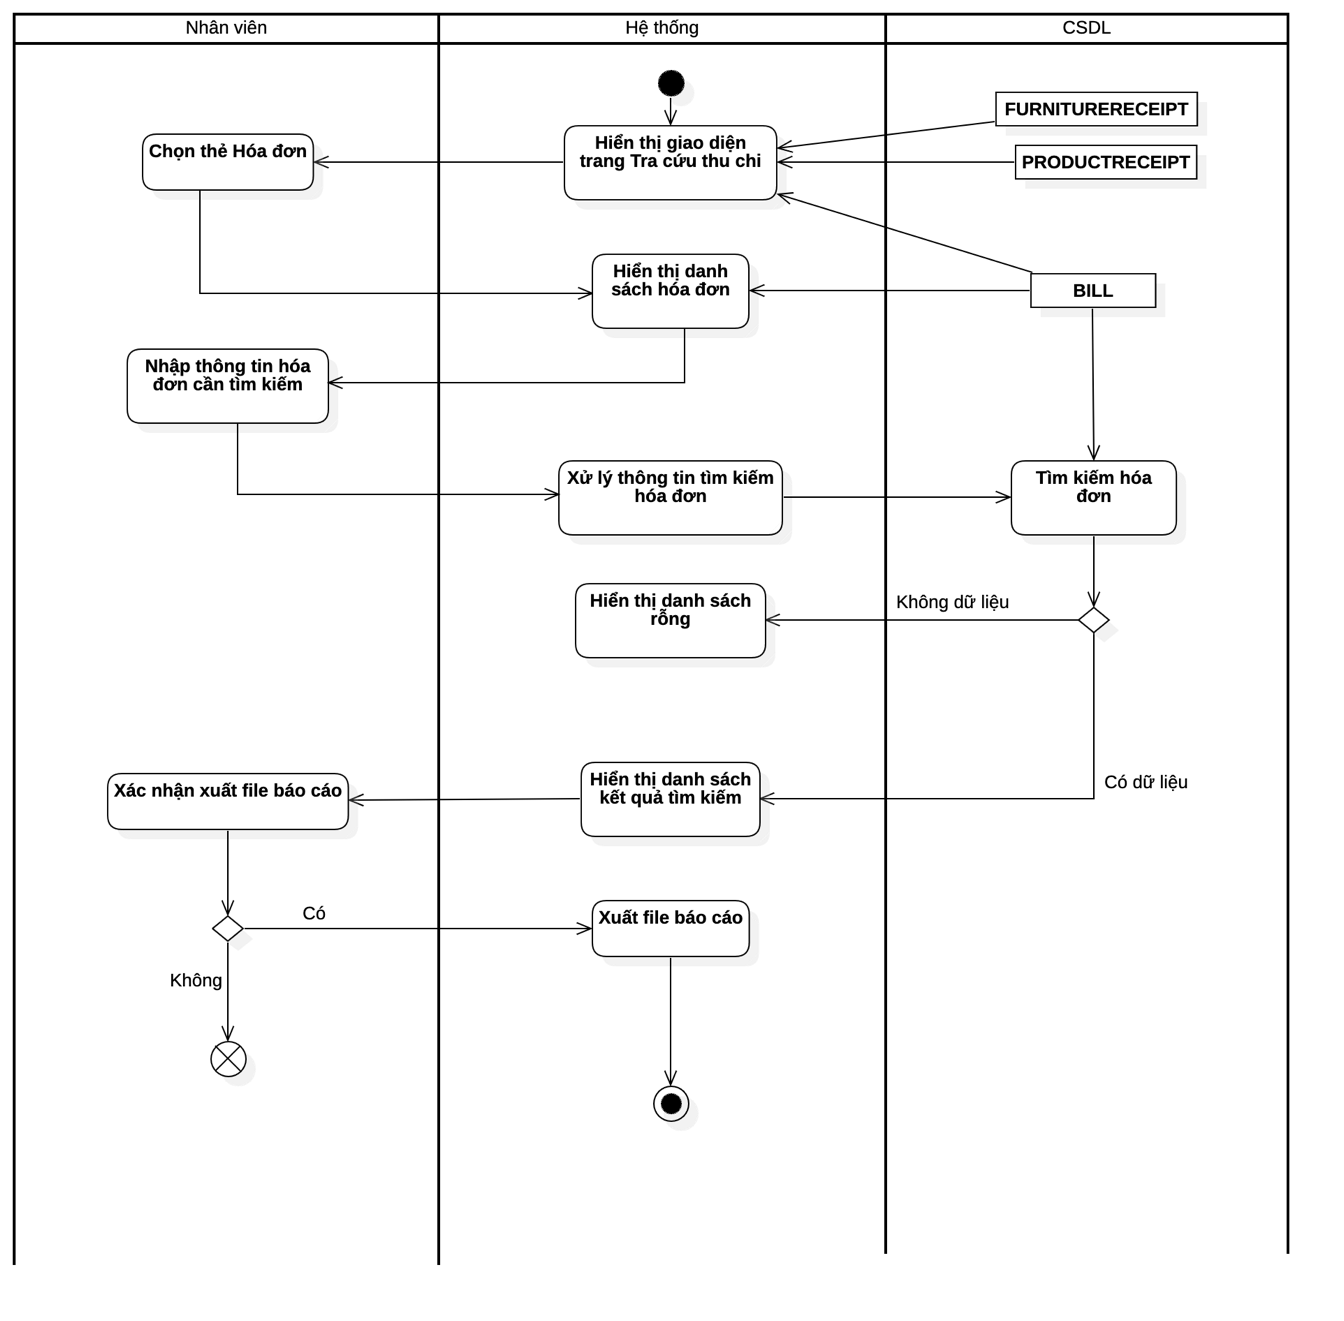 Nhân viên
Hệ thống
CSDL
FURNITURERECEIPT
Hiển thị giao diện
trang Tra cứu thu chi
Chọn thẻ Hóa đơn
PRODUCTRECEIPT
Hiển thị danh
sách hóa đơn
BILL
Nhập thông tin hóa
đơn cần tìm kiếm
Xử lý thông tin tìm kiếm
hóa đơn
Tìm kiếm hóa
đơn
Hiển thị danh sách
rỗng
Không dữ liệu
Có dữ liệu
Hiển thị danh sách
kết quả tìm kiếm
Xác nhận xuất file báo cáo
Có
Xuất file báo cáo
Không